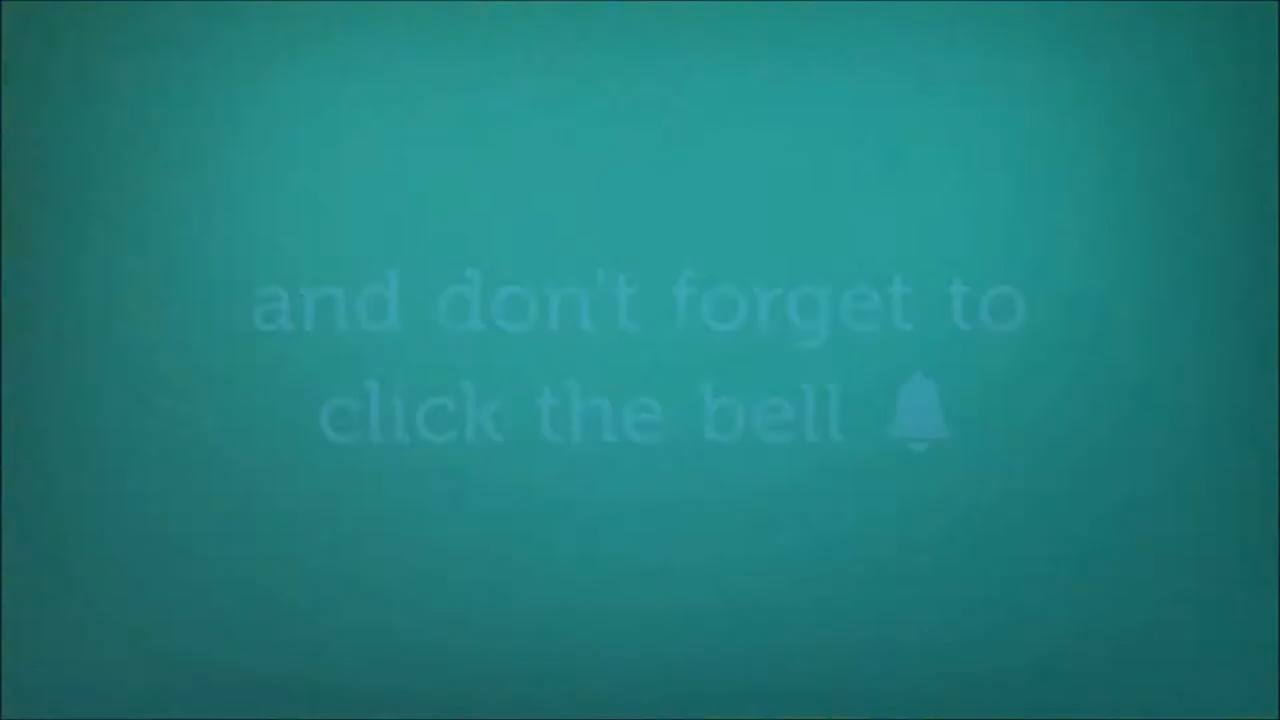 and don't forget to
click the bell 🔔